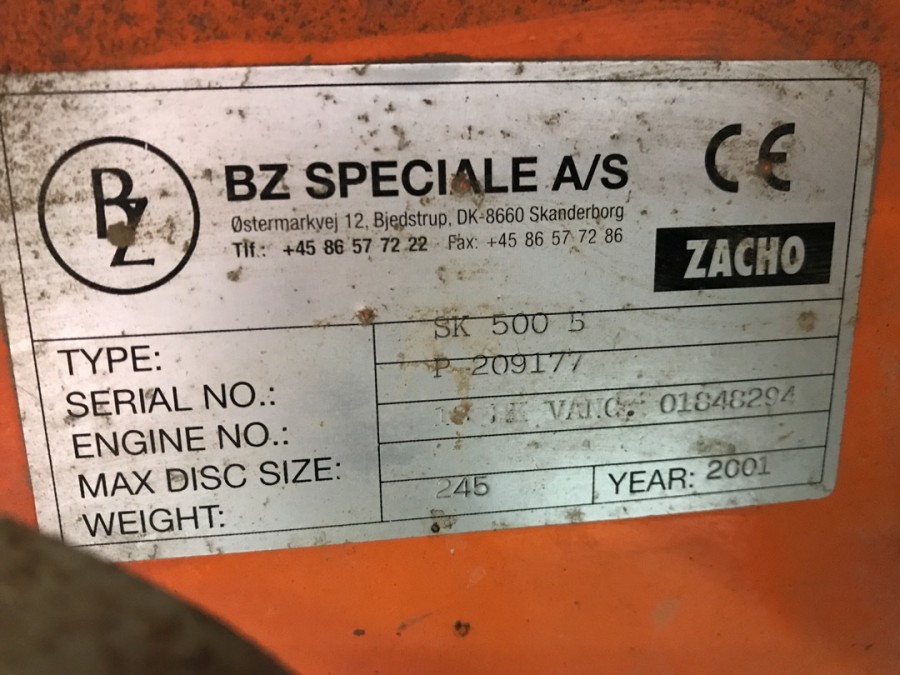 BZ
BZ SPECIALE A/S
Østermarkvej 12, Bjedstrup, DK-8660 Skanderborg
Tlf.: +45 86 57 72 22 Fax: +45 86 57 72 86
CE
ZACHO
TYPE: SK 500 B
SERIAL NO.: P 209177
ENGINE NO.: VANG. 01848294
MAX DISC SIZE:
WEIGHT: 245 YEAR: 2001